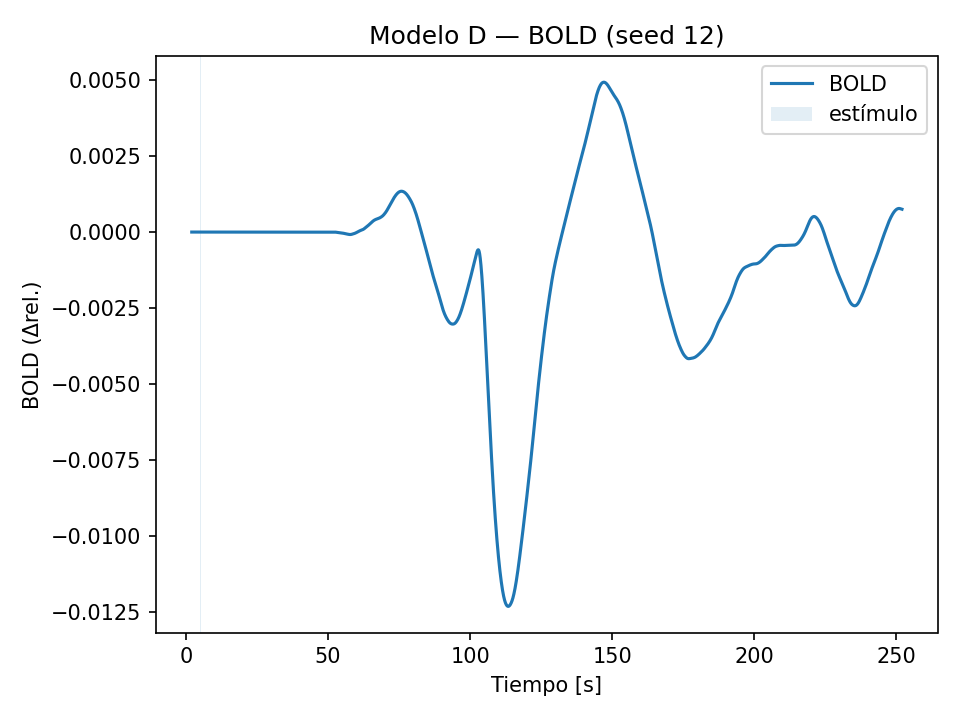 Modelo D — BOLD (seed 12)
BOLD
estímulo
0.0050
0.0025
0.0000
−0.0025
−0.0050
−0.0075
−0.0100
−0.0125
BOLD (Δrel.)
0 50 100 150 200 250
Tiempo [s]